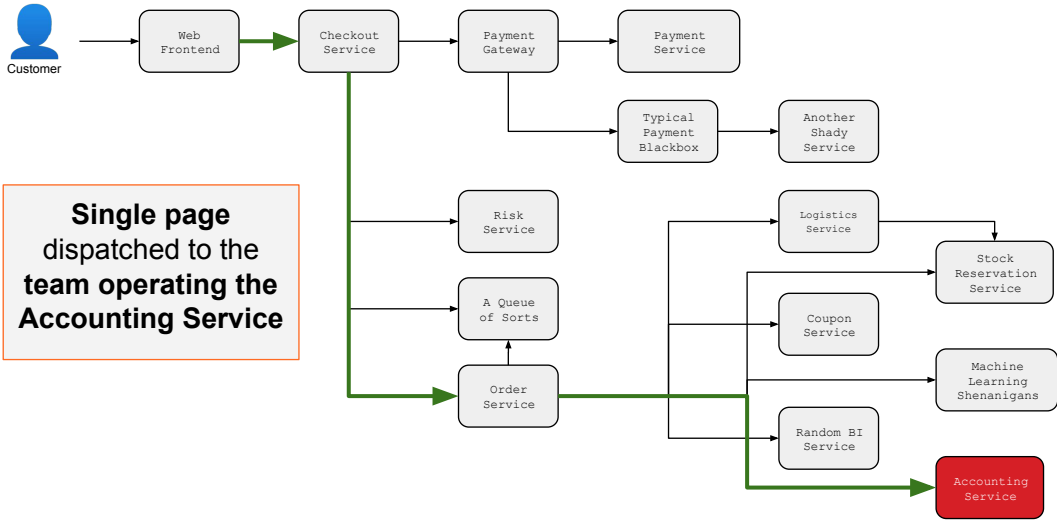 Customer
Web
Frontend
Checkout
Service
Payment
Gateway
Payment
Service
Typical
Payment
Blackbox
Another
Shady
Service
Single page
dispatched to the
team operating the
Accounting Service
Risk
Service
Logistics
Service
Stock
Reservation
Service
A Queue
of Sorts
Coupon
Service
Order
Service
Machine
Learning
Shenanigans
Random BI
Service
Accounting
Service